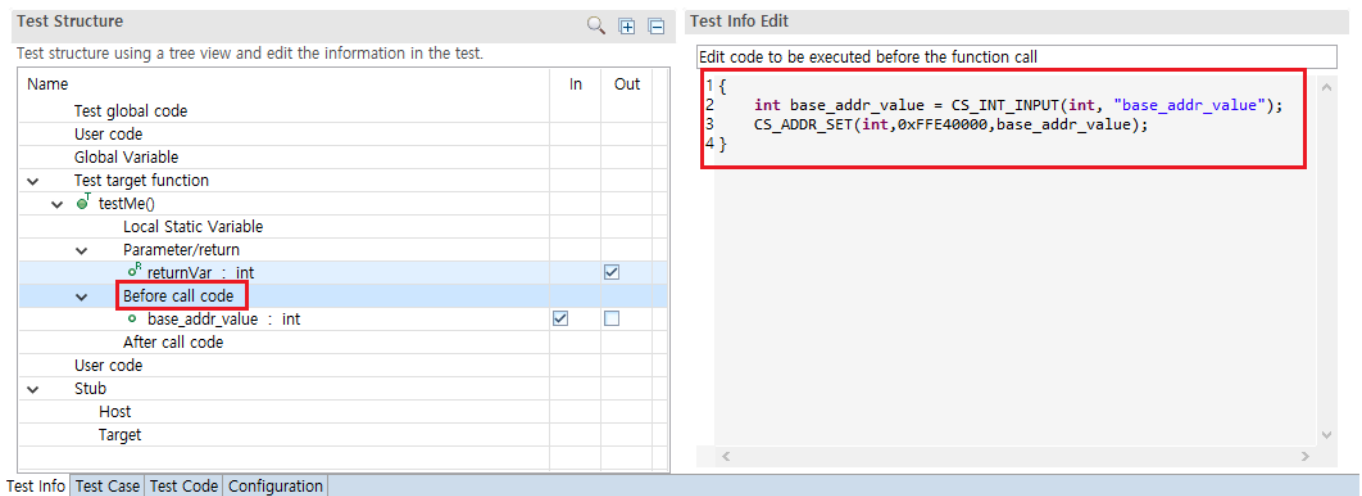 Test Structure
Test structure using a tree view and edit the information in the test.
Name In Out
Test global code
User code
Global Variable
Test target function
testMe()
Local Static Variable
Parameter/return
returnVar : int
Before call code
base_addr_value : int
After call code
User code
Stub
Host
Target
Test Info Test Case Test Code Configuration
Test Info Edit
Edit code to be executed before the function call
1 {
2 int base_addr_value = CS_INT_INPUT(int, "base_addr_value");
3 CS_ADDR_SET(int,0xFFE40000,base_addr_value);
4 }